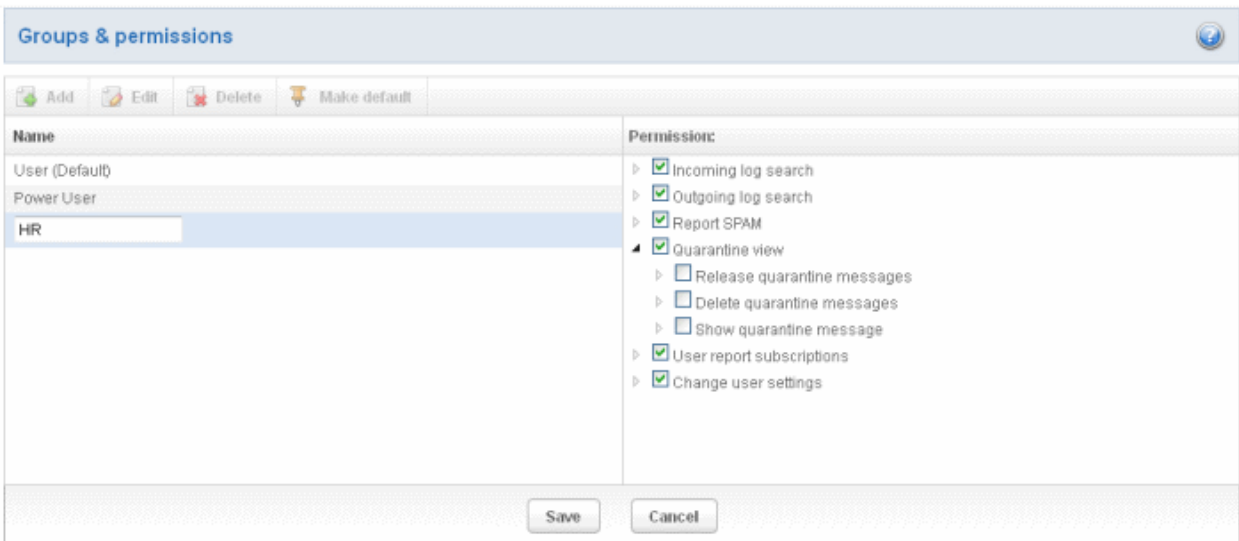 Groups & permissions
Add Edit Delete Make default
Name Permission:
User (Default)
Power User
HR
Incoming log search
Outgoing log search
Report SPAM
Quarantine view
Release quarantine messages
Delete quarantine messages
Show quarantine message
User report subscriptions
Change user settings
Save Cancel